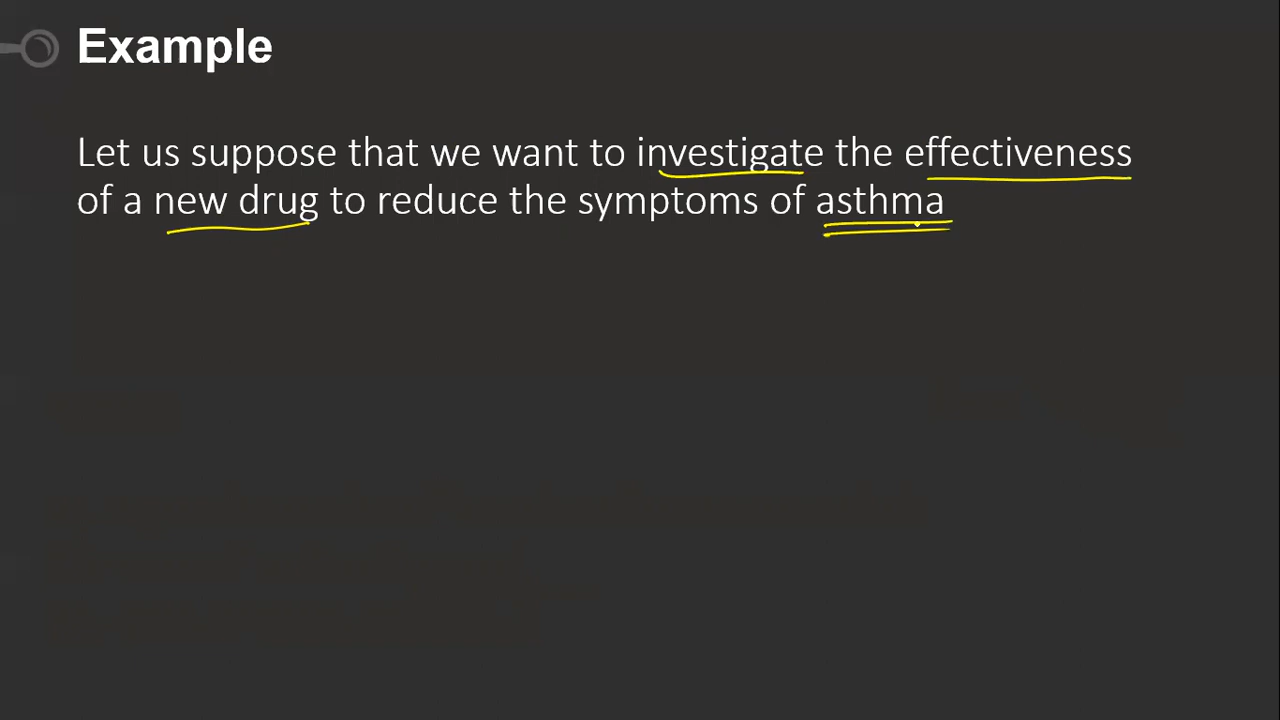 Example
Let us suppose that we want to investigate the effectiveness
of a new drug to reduce the symptoms of asthma